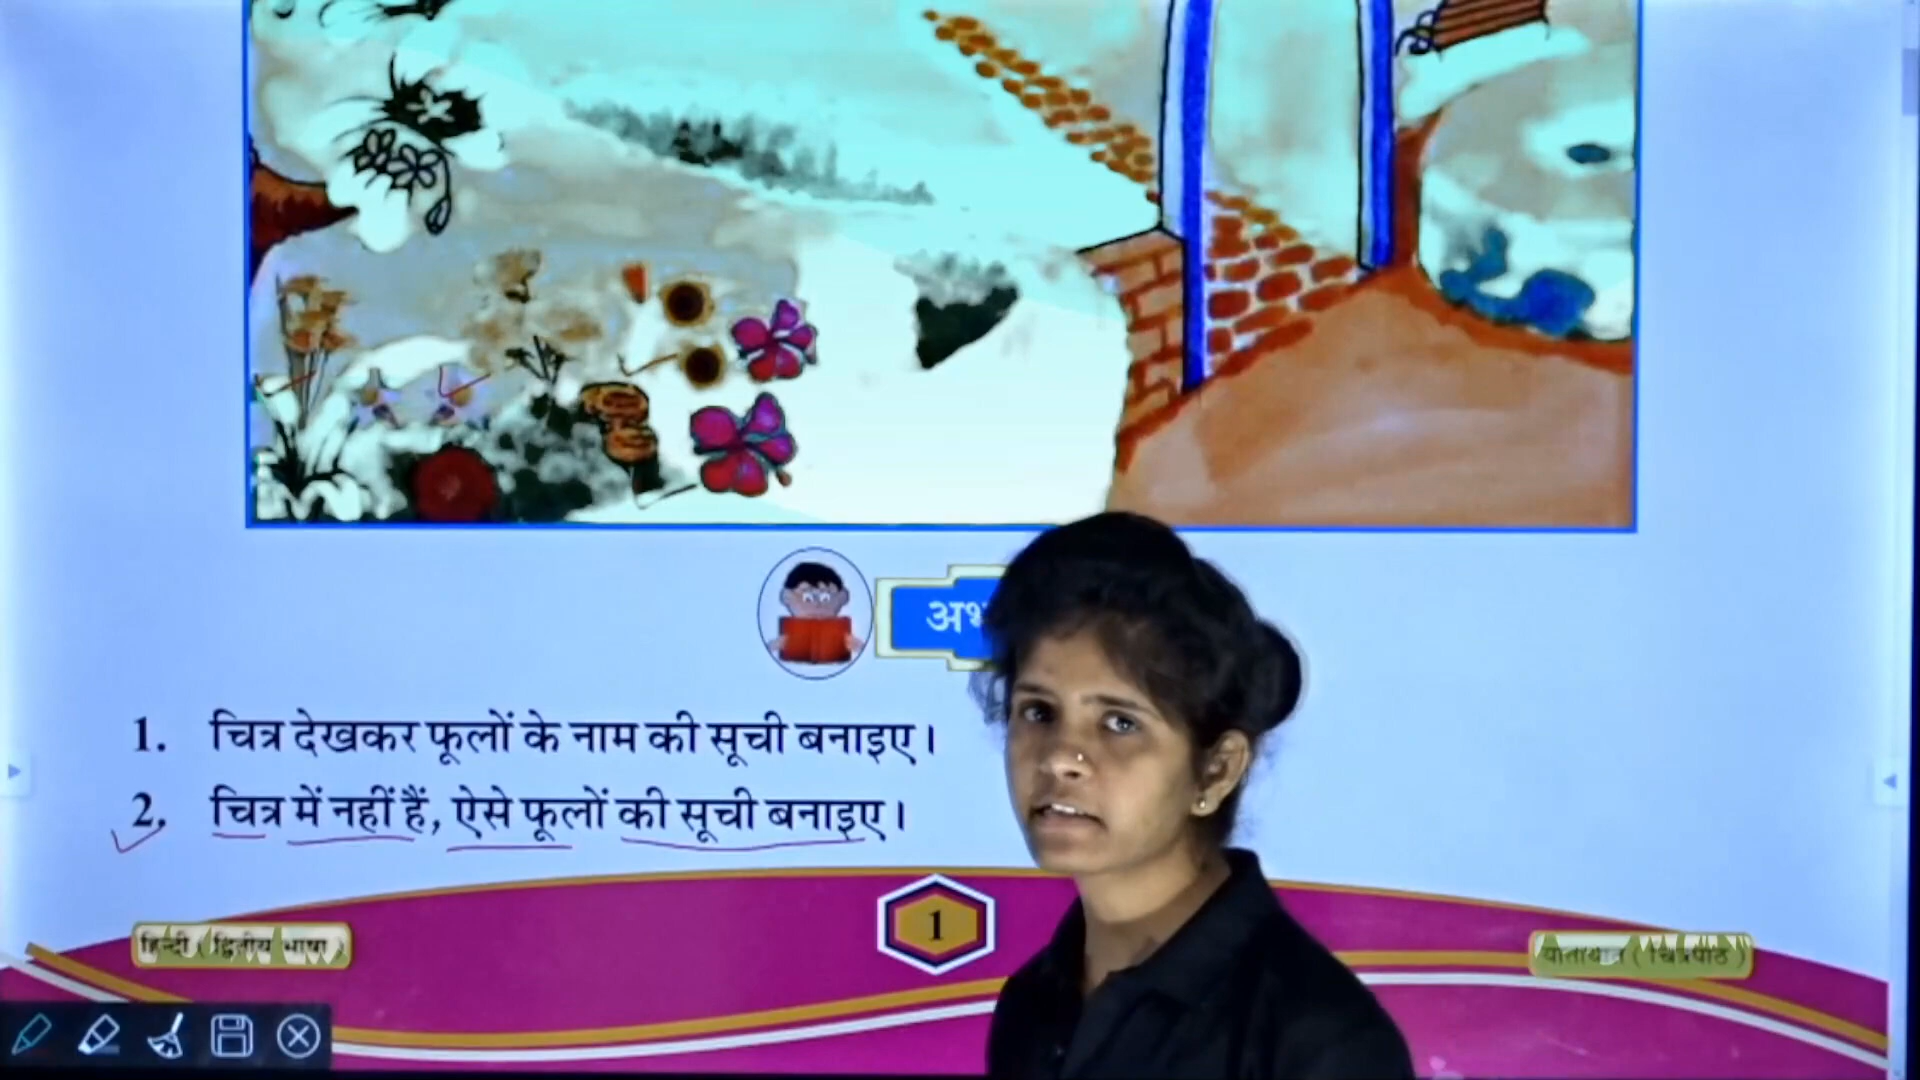 1. चित्र देखकर फूलों के नाम की सूची बनाइए।
2. चित्र में नहीं हैं, ऐसे फूलों की सूची बनाइए।
हिन्दी ( द्वितीय भाषा )
1